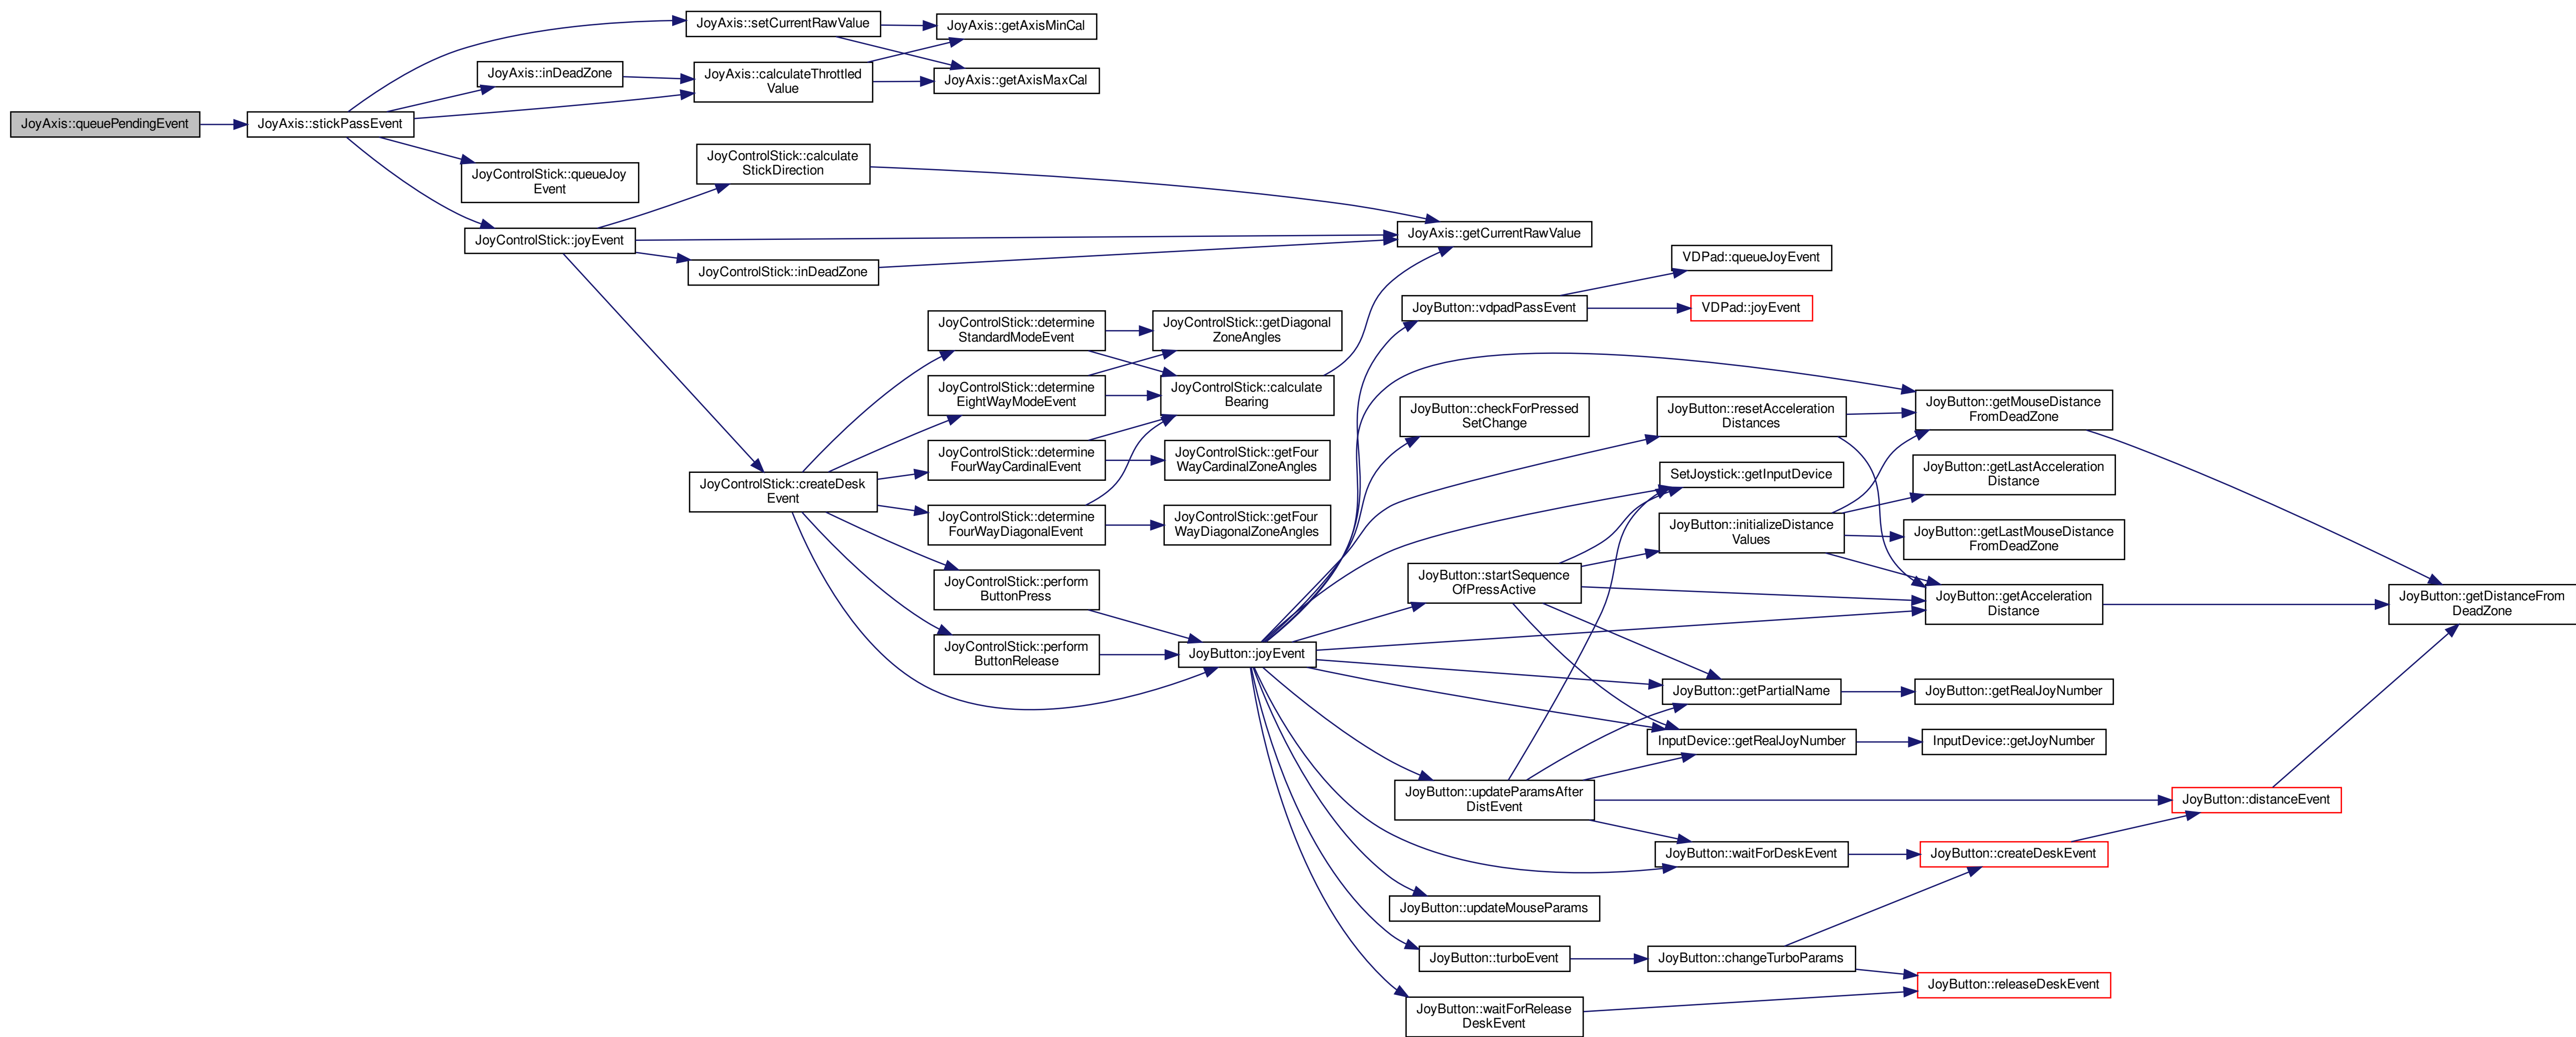 JoyAxis::queuePendingEvent
JoyAxis::stickPassEvent
JoyAxis::setCurrentRawValue
JoyAxis::getAxisMinCal
JoyAxis::inDeadZone
JoyAxis::calculateThrottled
Value
JoyAxis::getAxisMaxCal
JoyControlStick::queueJoy
Event
JoyControlStick::joyEvent
JoyControlStick::calculate
StickDirection
JoyControlStick::inDeadZone
JoyAxis::getCurrentRawValue
JoyControlStick::createDesk
Event
JoyControlStick::determine
StandardModeEvent
JoyControlStick::determine
EightWayModeEvent
JoyControlStick::determine
FourWayCardinalEvent
JoyControlStick::determine
FourWayDiagonalEvent
JoyControlStick::perform
ButtonPress
JoyControlStick::perform
ButtonRelease
JoyControlStick::getDiagonal
ZoneAngles
JoyControlStick::calculate
Bearing
JoyControlStick::getFour
WayCardinalZoneAngles
JoyControlStick::getFour
WayDiagonalZoneAngles
JoyButton::joyEvent
JoyButton::vdpadPassEvent
VDPad::queueJoyEvent
VDPad::joyEvent
JoyButton::checkForPressed
SetChange
JoyButton::resetAcceleration
Distances
SetJoystick::getInputDevice
JoyButton::startSequence
OfPressActive
JoyButton::initializeDistance
Values
JoyButton::getMouseDistance
FromDeadZone
JoyButton::getLastAcceleration
Distance
JoyButton::getLastMouseDistance
FromDeadZone
JoyButton::getAcceleration
Distance
JoyButton::getDistanceFrom
DeadZone
JoyButton::getPartialName
JoyButton::getRealJoyNumber
InputDevice::getRealJoyNumber
InputDevice::getJoyNumber
JoyButton::updateParamsAfter
DistEvent
JoyButton::distanceEvent
JoyButton::waitForDeskEvent
JoyButton::createDeskEvent
JoyButton::updateMouseParams
JoyButton::turboEvent
JoyButton::changeTurboParams
JoyButton::releaseDeskEvent
JoyButton::waitForRelease
DeskEvent